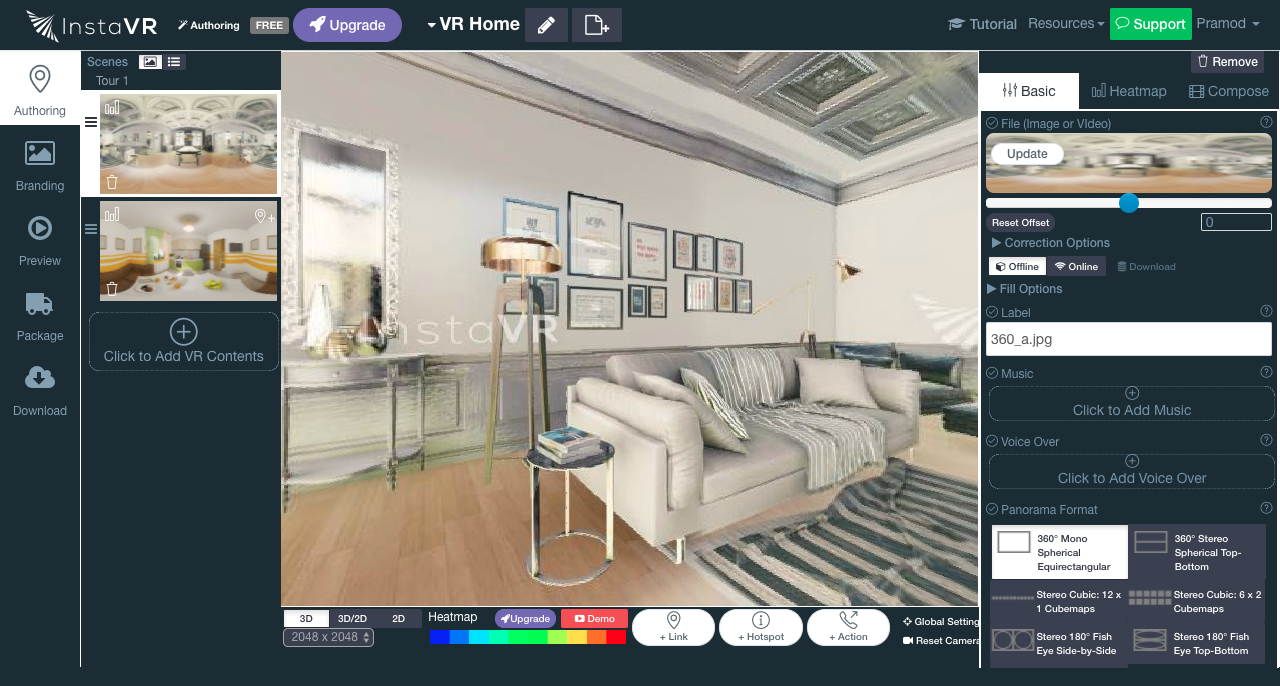 InstaVR
Authoring
FREE
Upgrade
VR Home
Tutorial
Resources
Support
Pramod
Authoring
Branding
Preview
Package
Download
Scenes
Tour 1
Click to Add VR Contents
InstaVR
3D
3D/2D
2D
2048 x 2048
Heatmap
Upgrade
Demo
+ Link
+ Hotspot
+ Action
Global Setting
Reset Camera
Remove
Basic
Heatmap
Compose
File (Image or VIdeo)
Update
Reset Offset
0
Correction Options
Offline
Online
Download
Fill Options
Label
360_a.jpg
Music
Click to Add Music
Voice Over
Click to Add Voice Over
Panorama Format
360° Mono
Spherical
Equirectangular
360° Stereo
Spherical Top-
Bottom
Stereo Cubic: 12 x
1 Cubemaps
Stereo Cubic: 6 x 2
Cubemaps
Stereo 180° Fish
Eye Side-by-Side
Stereo 180° Fish
Eye Top-Bottom